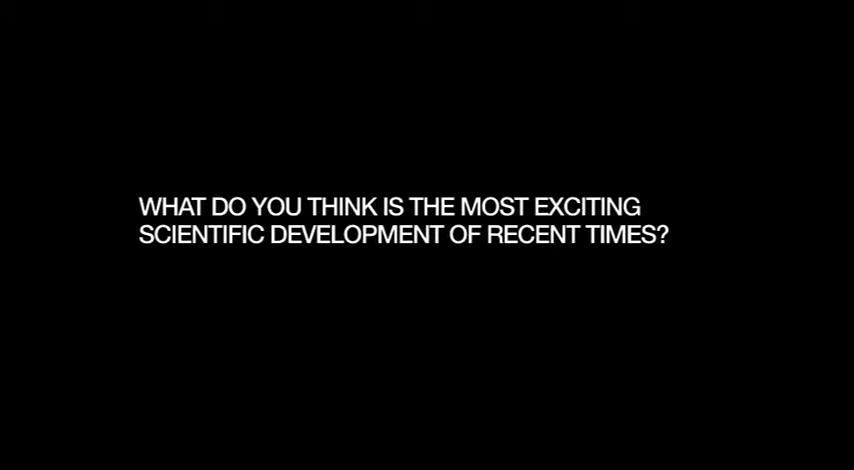 WHAT DO YOU THINK IS THE MOST EXCITING
SCIENTIFIC DEVELOPMENT OF RECENT TIMES?